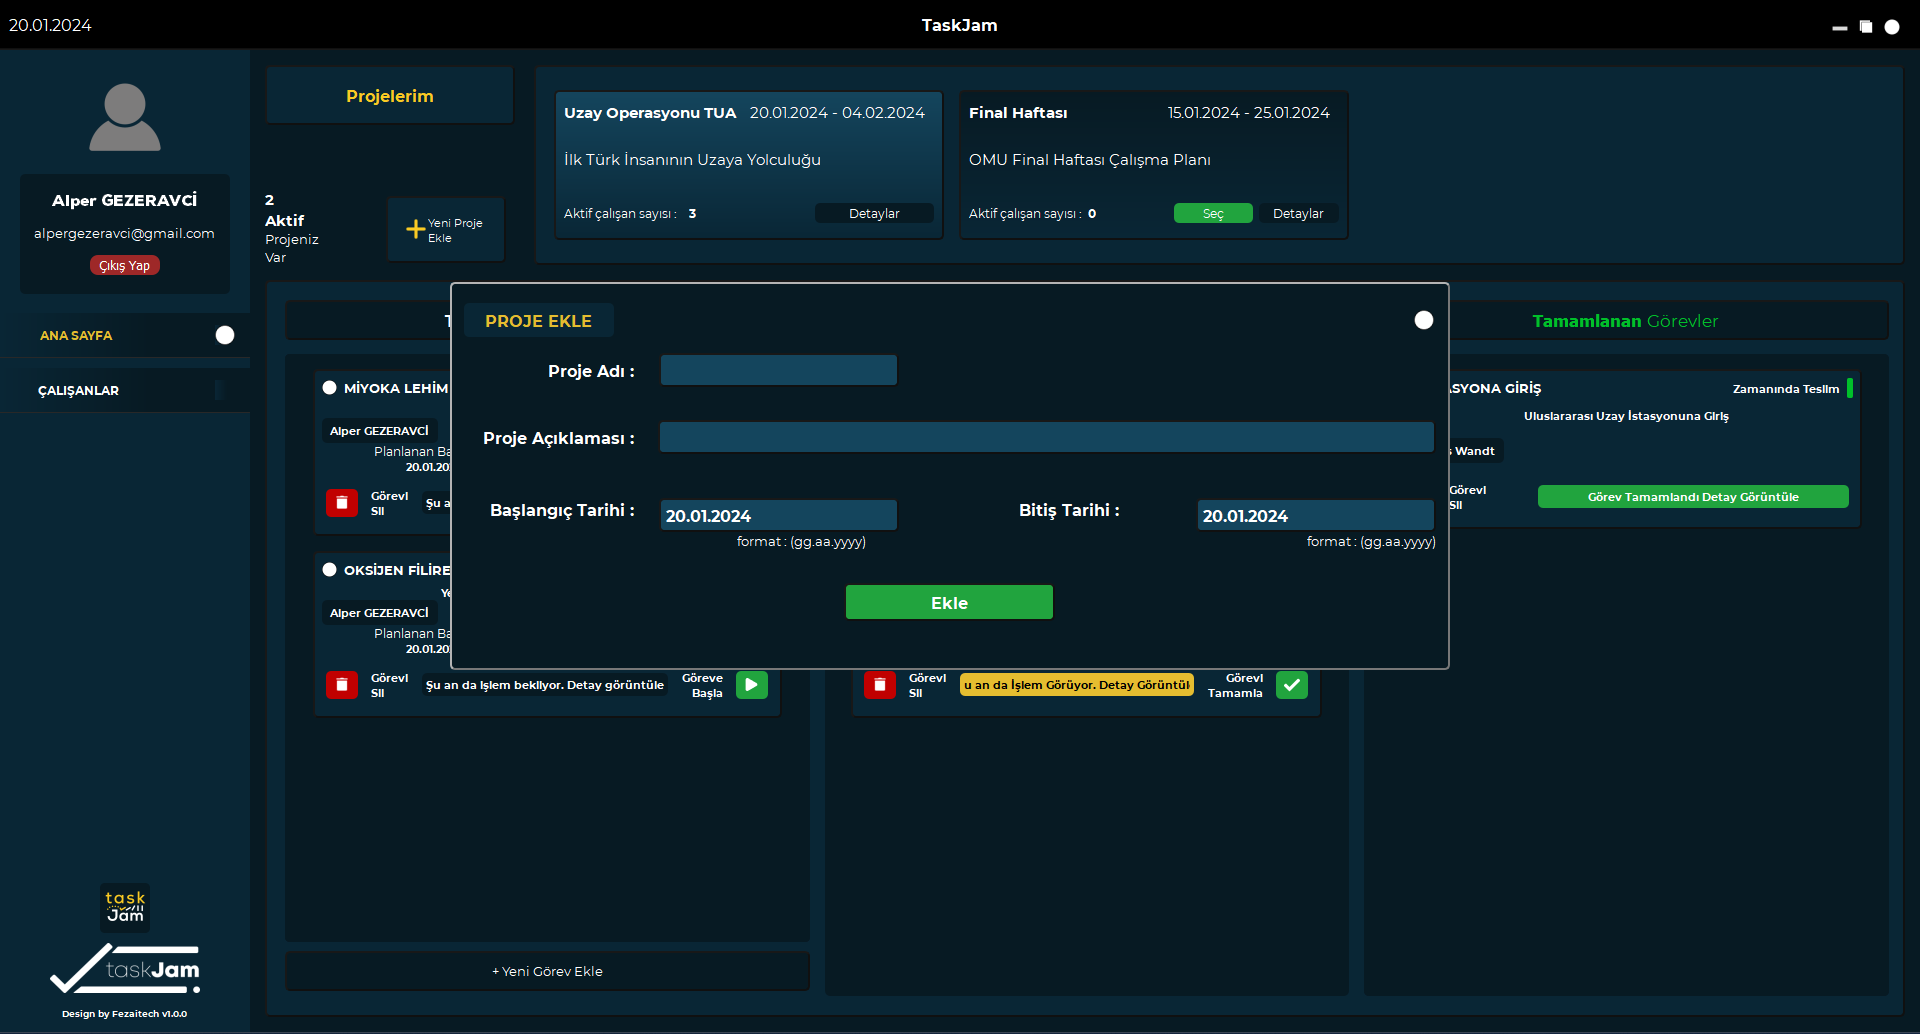 20.01.2024
TaskJam
Alper GEZERAVCİ
alpergezeravci@gmail.com
Çıkış Yap
ANA SAYFA
ÇALIŞANLAR
task
Jam
taskJam
Design by Fezaitech v1.0.0
Projelerim
2
Aktif
Projeniz
Var
Yeni Proje
Ekle
Uzay Operasyonu TUA 20.01.2024 - 04.02.2024
İlk Türk İnsanının Uzaya Yolculuğu
Aktif çalışan sayısı : 3 Detaylar
Final Haftası 15.01.2024 - 25.01.2024
OMU Final Haftası Çalışma Planı
Aktif çalışan sayısı : 0 Seç Detaylar
PROJE EKLE
Proje Adı :
Proje Açıklaması :
Başlangıç Tarihi : 20.01.2024
format : (gg.aa.yyyy)
Bitiş Tarihi : 20.01.2024
format : (gg.aa.yyyy)
Ekle
MİYOKA LEHİM
Alper GEZERAVCİ
Planlanan Ba
20.01.20
Görevi
Sil
Şu a
OKSİJEN FİLİRE
Ye
Alper GEZERAVCİ
Planlanan Ba
20.01.20
Görevi
Sil
Şu an da işlem bekliyor. Detay görüntüle
Göreve
Başla
+ Yeni Görev Ekle
Görevi
Sil
u an da İşlem Görüyor. Detay Görüntül
Görevi
Tamamla
Tamamlanan Görevler
ASYONA GİRİŞ Zamanında Teslim
Uluslararası Uzay İstasyonuna Giriş
Wandt
Görevi
Sil
Görev Tamamlandı Detay Görüntüle